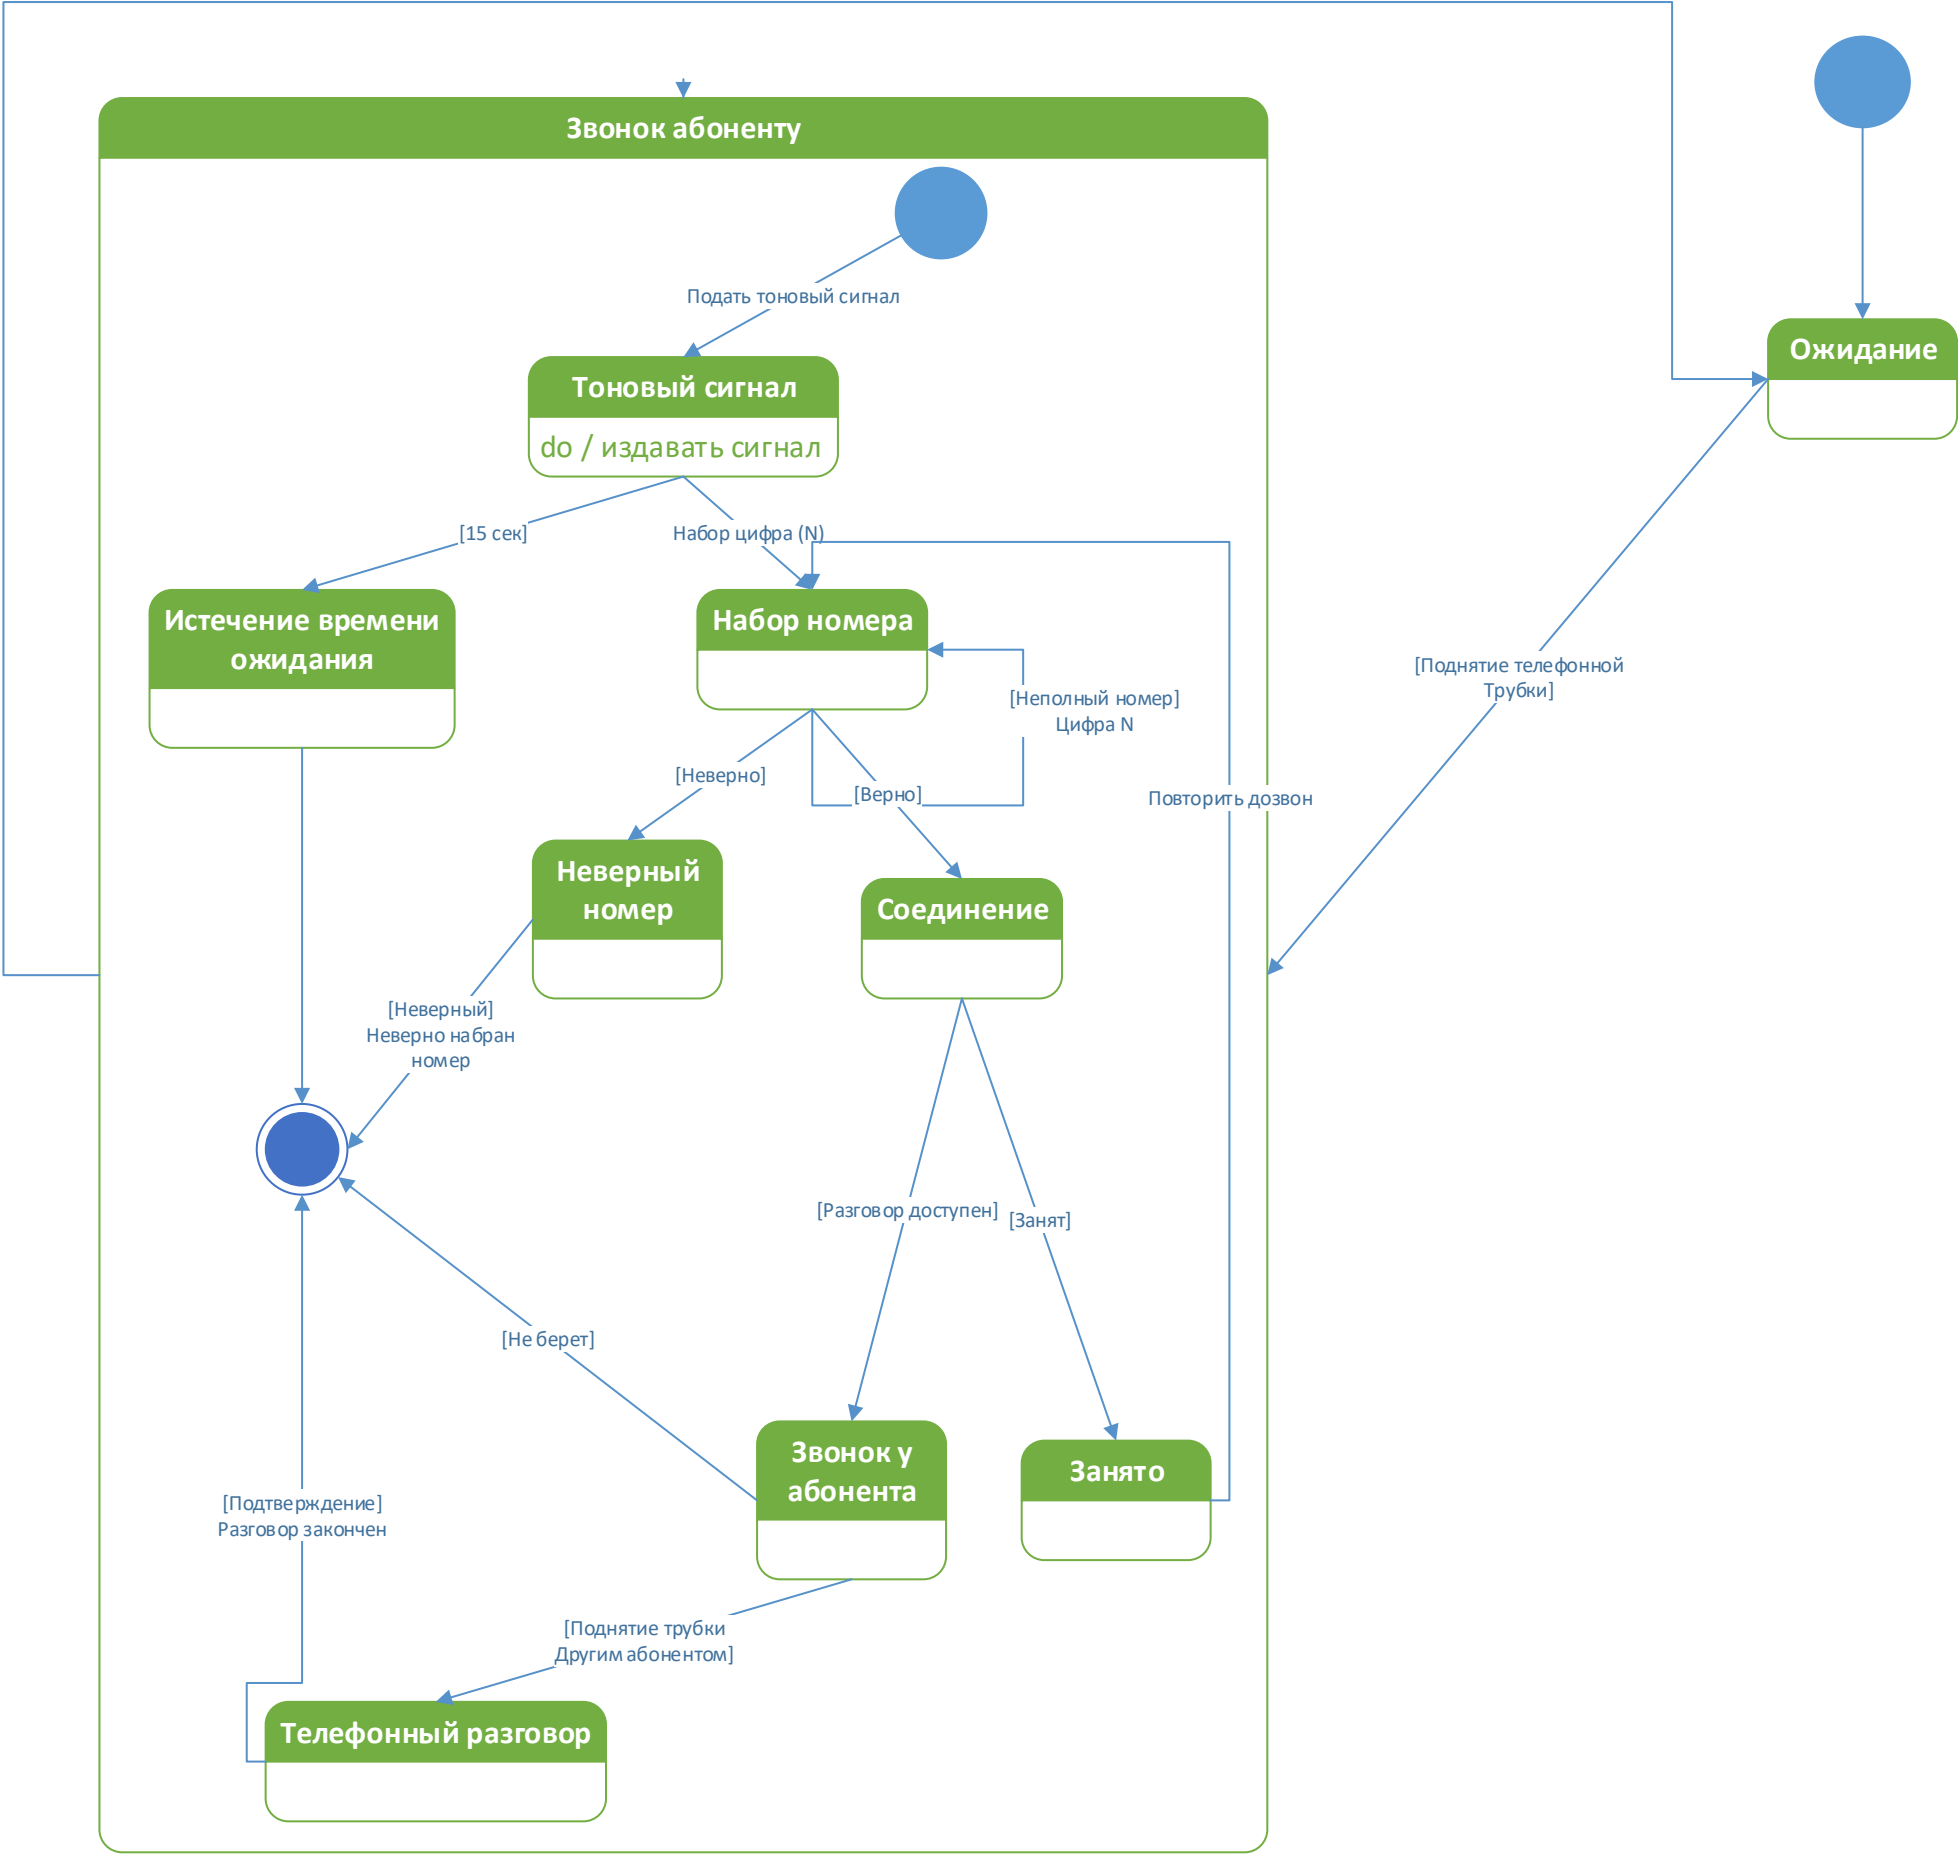 Звонок абоненту
Подать тоновый сигнал
Ожидание
Тоновый сигнал
do / издавать сигнал
[15 сек]
Набор цифра (N)
Истечение времени
ожидания
Набор номера
[Поднятие телефонной
Трубки]
[Неполный номер]
Цифра N
[Неверно]
[Верно]
Повторить дозвон
Неверный
номер
Соединение
[Неверный]
Неверно набран
номер
[Разговор доступен]
[Занят]
[Не берет]
Звонок у
абонента
Занято
[Подтверждение]
Разговор закончен
[Поднятие трубки
Другим абонентом]
Телефонный разговор